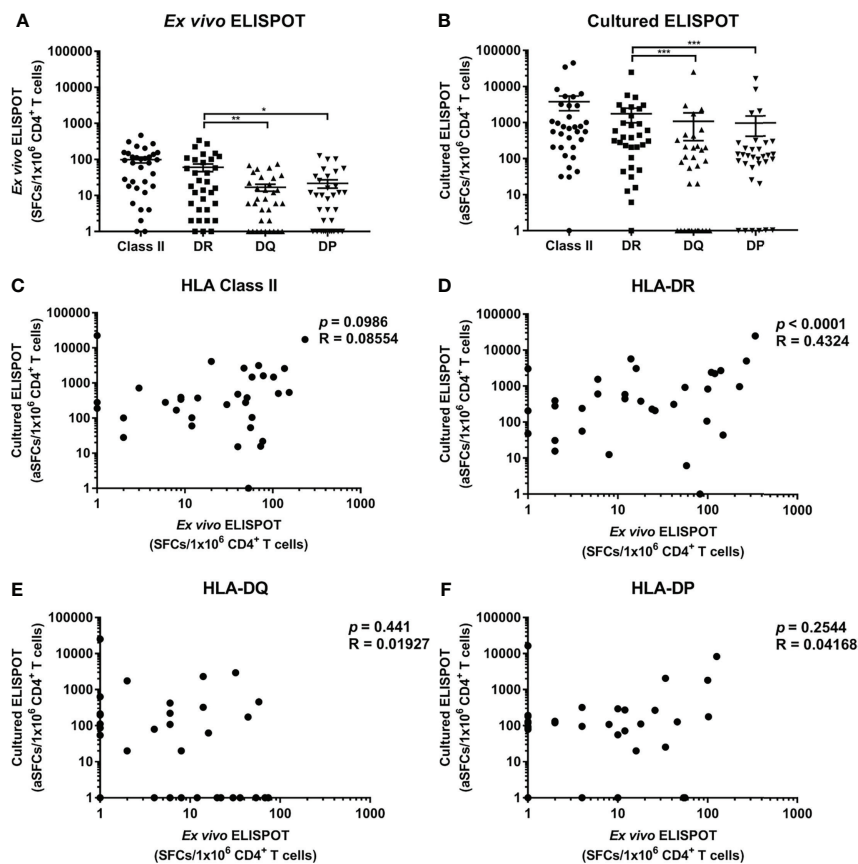 A
Ex vivo ELISPOT
Ex vivo ELISPOT
(SFCs/1x10⁶ CD4⁺ T cells)
100000
10000
1000
100
10
1
*
**
Class II
DR
DQ
DP
B
Cultured ELISPOT
Cultured ELISPOT
(aSFCs/1x10⁶ CD4⁺ T cells)
100000
10000
1000
100
10
1
***
***
Class II
DR
DQ
DP
C
HLA Class II
p = 0.0986
R = 0.08554
Cultured ELISPOT
(aSFCs/1x10⁶ CD4⁺ T cells)
100000
10000
1000
100
10
1
1
10
100
1000
Ex vivo ELISPOT
(SFCs/1x10⁶ CD4⁺ T cells)
D
HLA-DR
p < 0.0001
R = 0.4324
Cultured ELISPOT
(aSFCs/1x10⁶ CD4⁺ T cells)
100000
10000
1000
100
10
1
1
10
100
1000
Ex vivo ELISPOT
(SFCs/1x10⁶ CD4⁺ T cells)
E
HLA-DQ
p = 0.441
R = 0.01927
Cultured ELISPOT
(aSFCs/1x10⁶ CD4⁺ T cells)
100000
10000
1000
100
10
1
1
10
100
1000
Ex vivo ELISPOT
(SFCs/1x10⁶ CD4⁺ T cells)
F
HLA-DP
p = 0.2544
R = 0.04168
Cultured ELISPOT
(aSFCs/1x10⁶ CD4⁺ T cells)
100000
10000
1000
100
10
1
1
10
100
1000
Ex vivo ELISPOT
(SFCs/1x10⁶ CD4⁺ T cells)